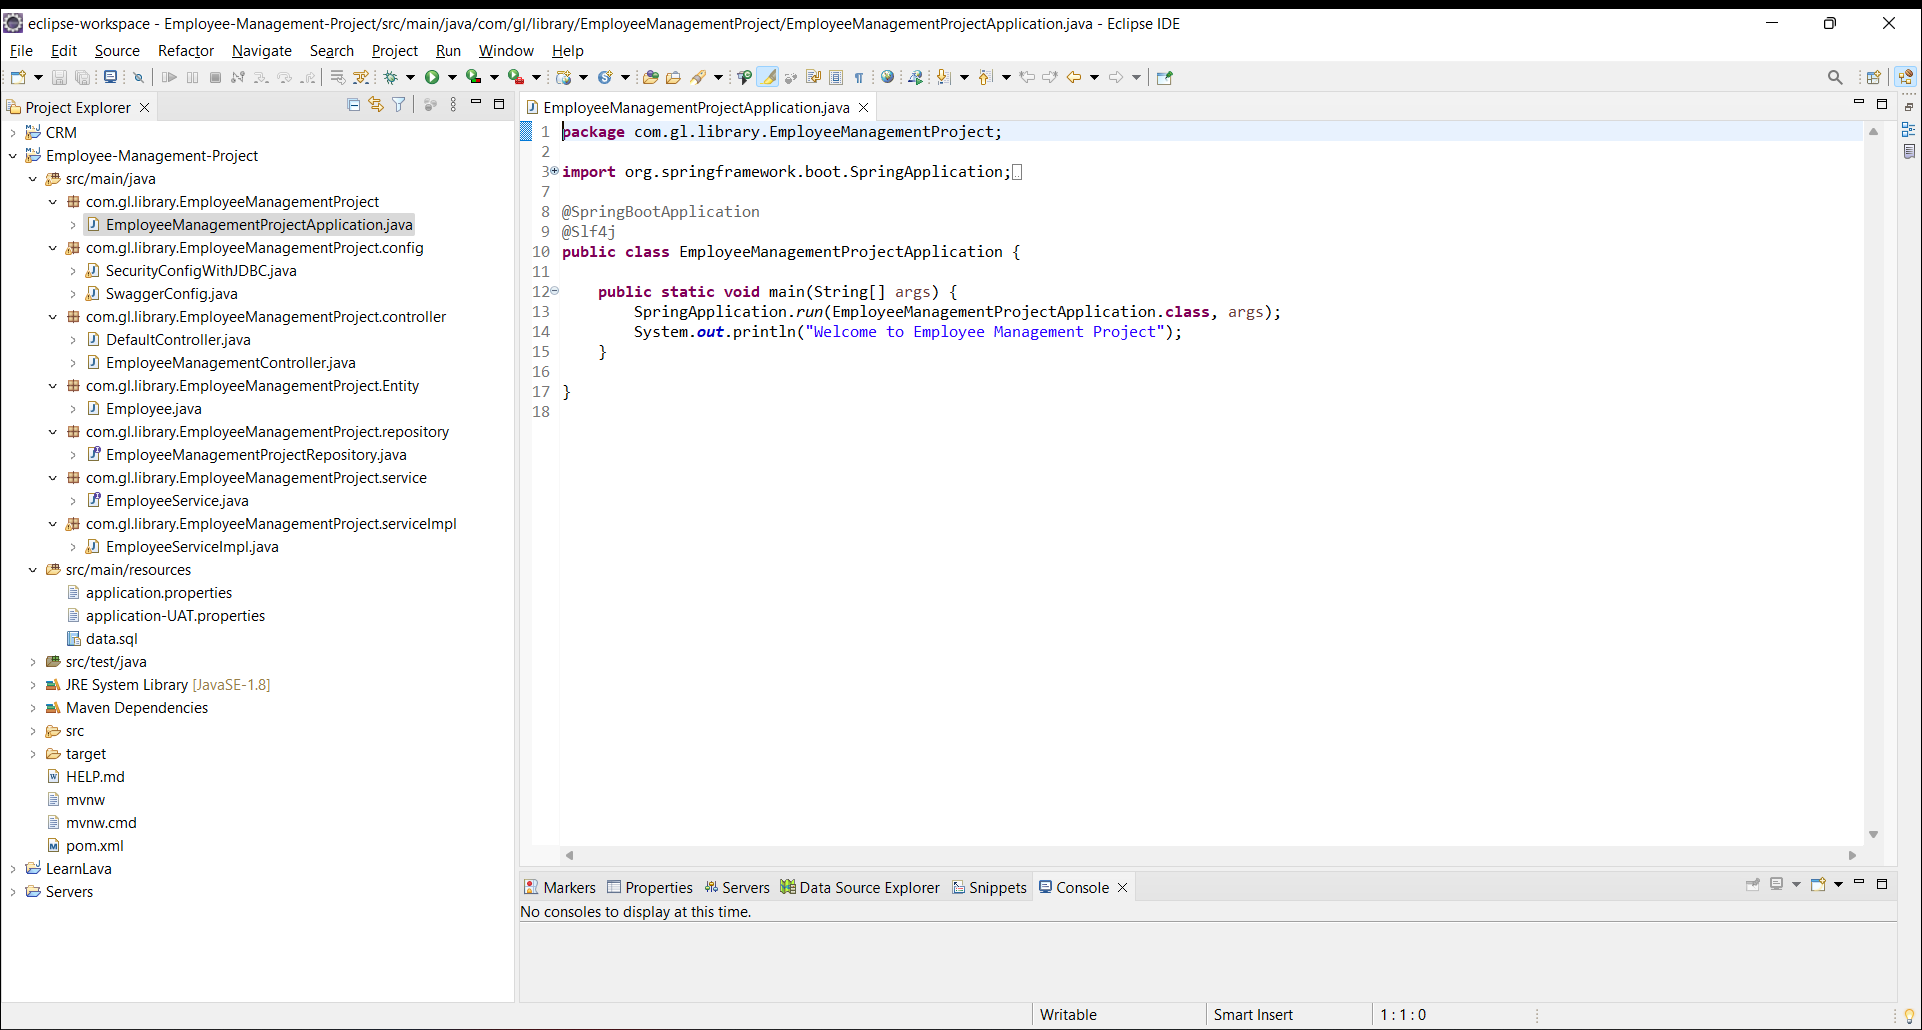 eclipse-workspace - Employee-Management-Project/src/main/java/com/gl/library/EmployeeManagementProject/EmployeeManagementProjectApplication.java - Eclipse IDE
File Edit Source Refactor Navigate Search Project Run Window Help
Project Explorer
CRM
Employee-Management-Project
src/main/java
com.gl.library.EmployeeManagementProject
EmployeeManagementProjectApplication.java
com.gl.library.EmployeeManagementProject.config
SecurityConfigWithJDBC.java
SwaggerConfig.java
com.gl.library.EmployeeManagementProject.controller
DefaultController.java
EmployeeManagementController.java
com.gl.library.EmployeeManagementProject.Entity
Employee.java
com.gl.library.EmployeeManagementProject.repository
EmployeeManagementProjectRepository.java
com.gl.library.EmployeeManagementProject.service
EmployeeService.java
com.gl.library.EmployeeManagementProject.serviceImpl
EmployeeServiceImpl.java
src/main/resources
application.properties
application-UAT.properties
data.sql
src/test/java
JRE System Library [JavaSE-1.8]
Maven Dependencies
src
target
HELP.md
mvnw
mvnw.cmd
pom.xml
LearnLava
Servers
EmployeeManagementProjectApplication.java
1 package com.gl.library.EmployeeManagementProject;
2
3 import org.springframework.boot.SpringApplication;
7
8 @SpringBootApplication
9 @Slf4j
10 public class EmployeeManagementProjectApplication {
11
12 public static void main(String[] args) {
13 SpringApplication.run(EmployeeManagementProjectApplication.class, args);
14 System.out.println("Welcome to Employee Management Project");
15 }
16
17 }
18
Markers Properties Servers Data Source Explorer Snippets Console
No consoles to display at this time.
Writable Smart Insert 1 : 1 : 0